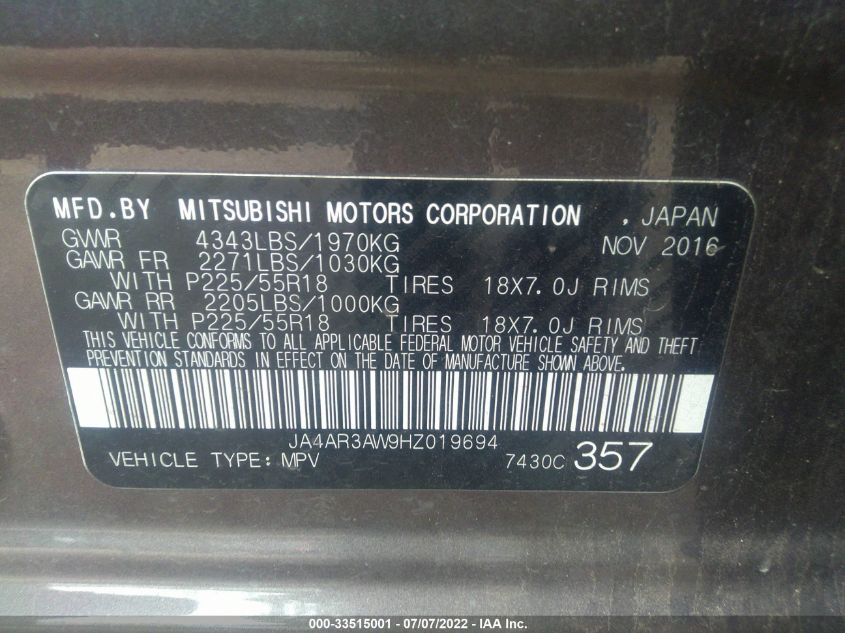 MFD.BY MITSUBISHI MOTORS CORPORATION , JAPAN
GVWR 4343LBS/1970KG NOV 2016
GAWR FR 2271LBS/1030KG
WITH P225/55R18 TIRES 18X7.0J RIMS
GAWR RR 2205LBS/1000KG
WITH P225/55R18 TIRES 18X7.0J RIMS
THIS VEHICLE CONFORMS TO ALL APPLICABLE FEDERAL MOTOR VEHICLE SAFETY AND THEFT
PREVENTION STANDARDS IN EFFECT ON THE DATE OF MANUFACTURE SHOWN ABOVE.
JA4AR3AW9HZ019694
VEHICLE TYPE: MPV 7430C 357
000-33515001 - 07/07/2022 - IAA Inc.